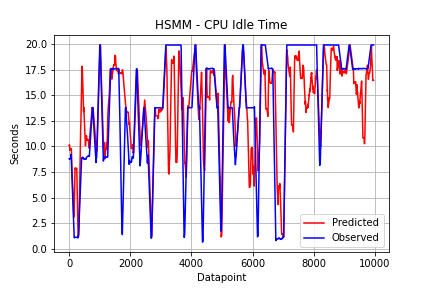 HSMM - CPU Idle Time
20.0
17.5
15.0
12.5
10.0
7.5
5.0
2.5
0.0
Seconds
0 2000 4000 6000 8000 10000
Datapoint
Predicted
Observed